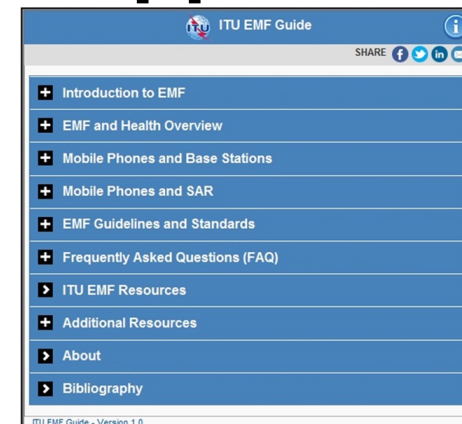 ITU EMF Guide
SHARE
Introduction to EMF
EMF and Health Overview
Mobile Phones and Base Stations
Mobile Phones and SAR
EMF Guidelines and Standards
Frequently Asked Questions (FAQ)
ITU EMF Resources
Additional Resources
About
Bibliography
ITU EMF Guide - Version 1.0